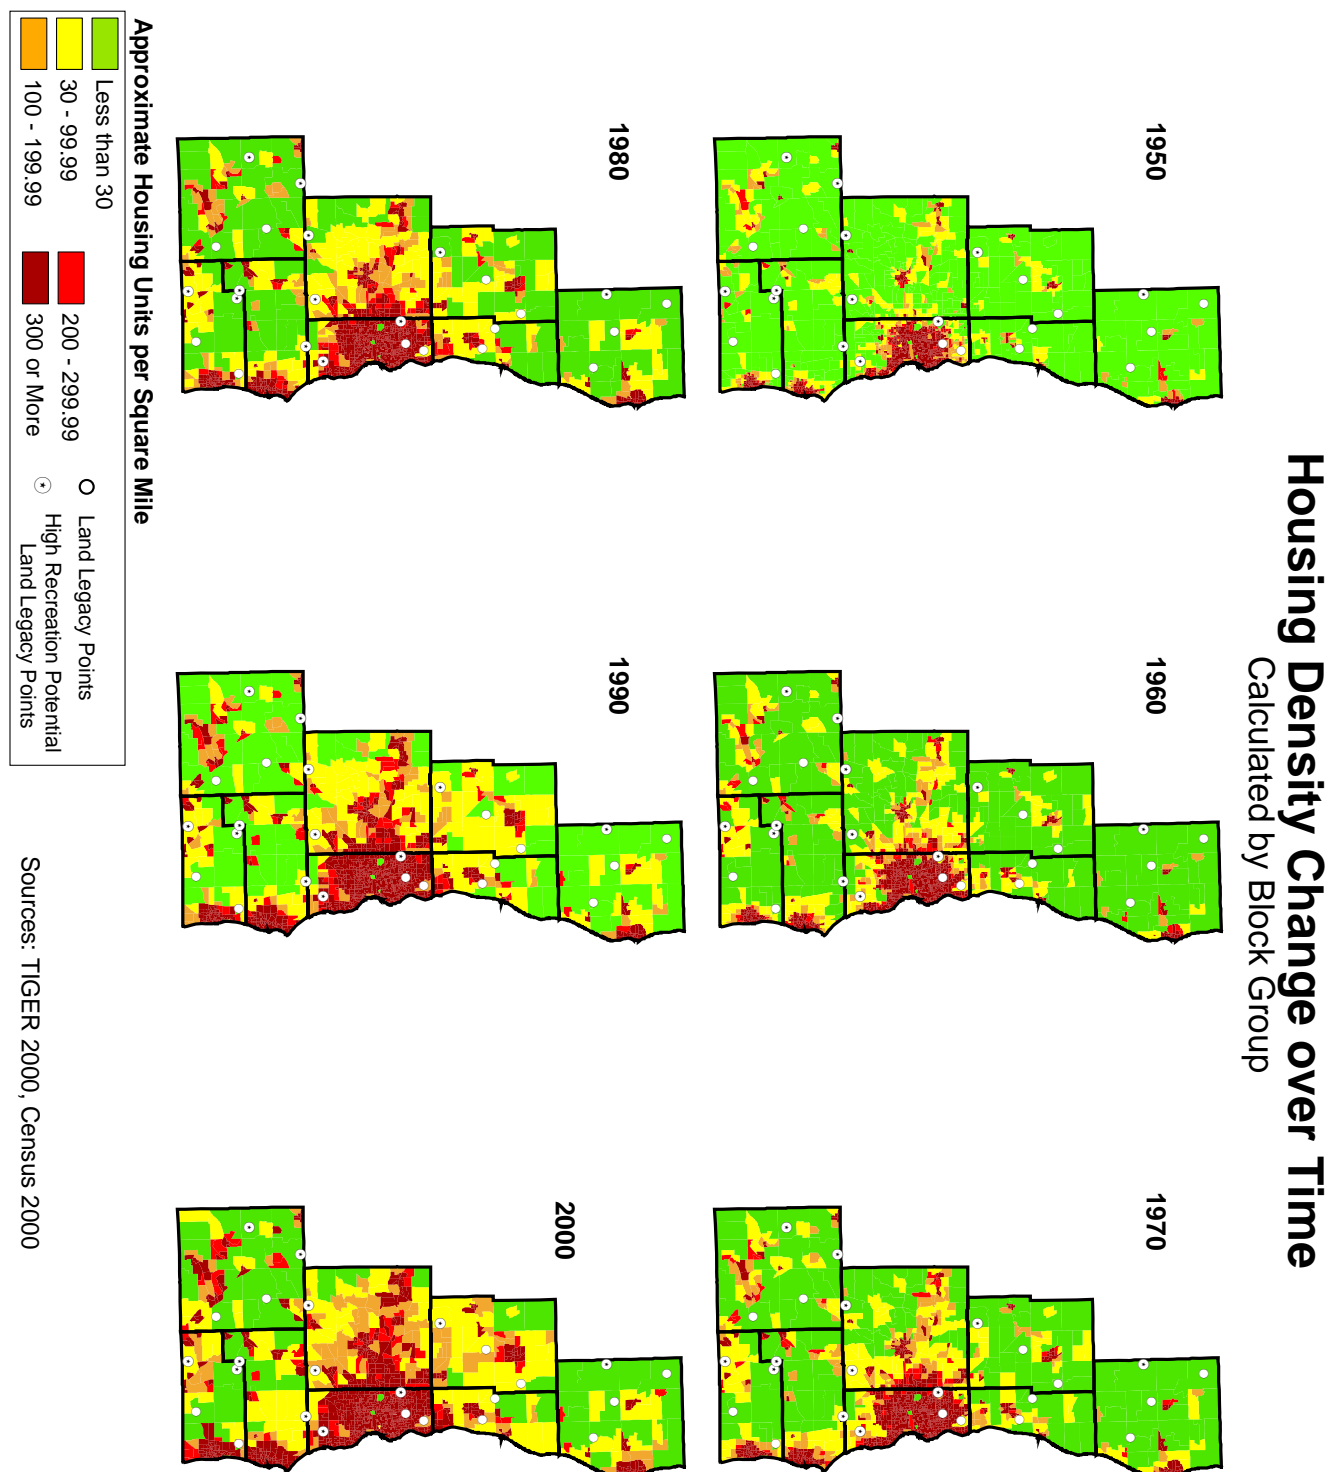 Housing Density Change over Time
Calculated by Block Group
1950
1960
1970
1980
1990
2000
Approximate Housing Units per Square Mile
Less than 30
30 - 99.99
100 - 199.99
200 - 299.99
300 or More
Land Legacy Points
High Recreation Potential
Land Legacy Points
Sources: TIGER 2000, Census 2000